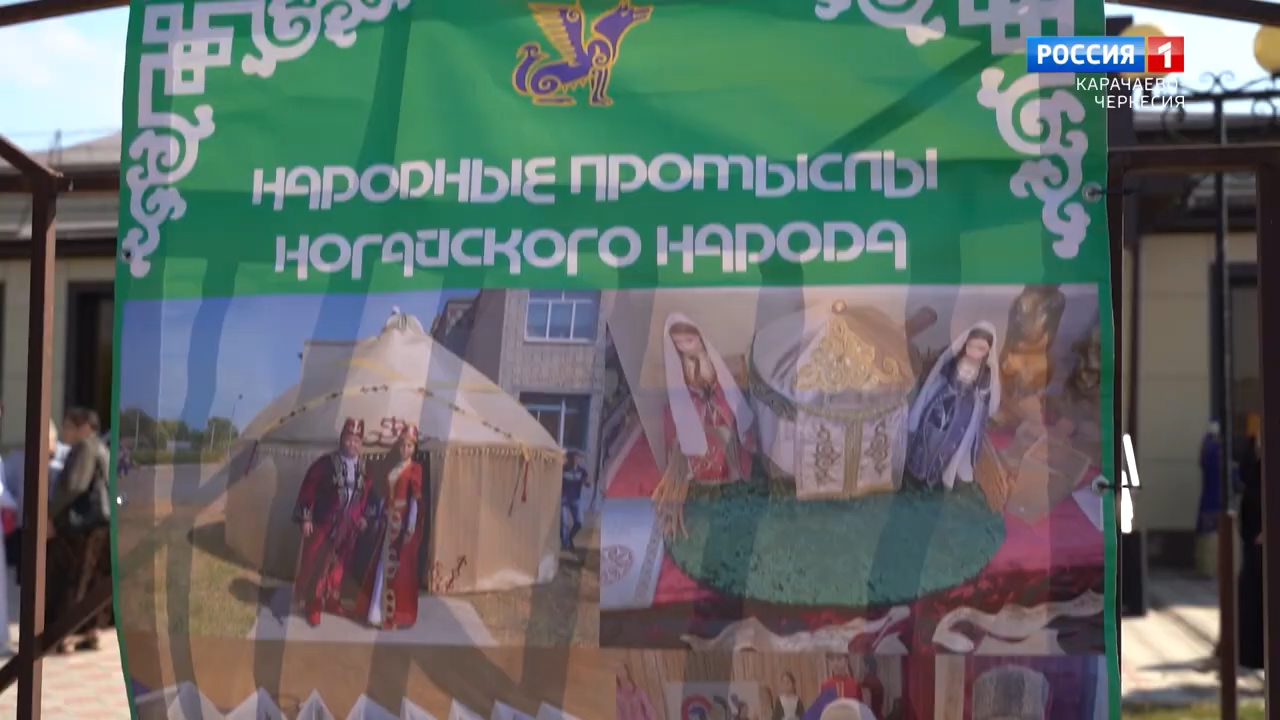 РОССИЯ 1
КАРАЧАЕВО
ЧЕРКЕСИЯ
НАРОДНЫЕ ПРОМЫСЛЫ
НОГАЙСКОГО НАРОДА